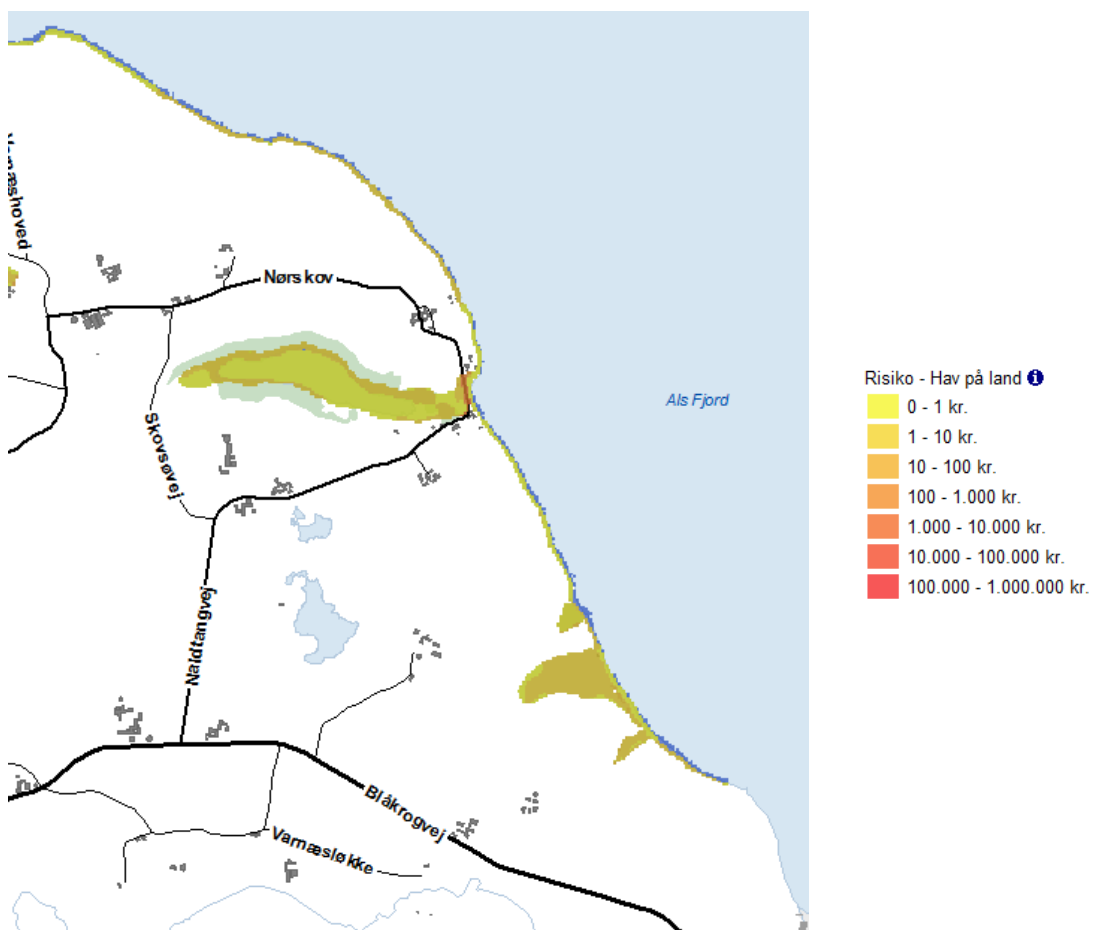 Nørskov
Skovsøvej
Naldtangvej
Blåkrogvej
Varnæsløkke
Als Fjord
Risiko - Hav på land
0 - 1 kr.
1 - 10 kr.
10 - 100 kr.
100 - 1.000 kr.
1.000 - 10.000 kr.
10.000 - 100.000 kr.
100.000 - 1.000.000 kr.